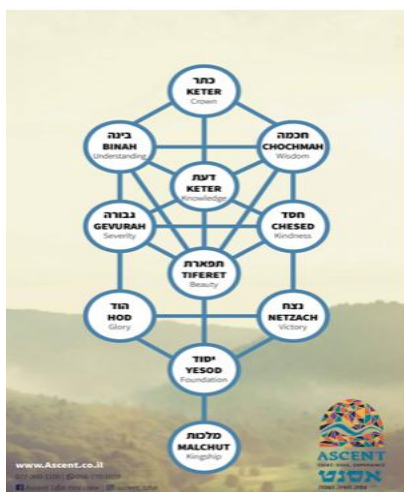 כתר
KETER
Crown
בינה
BINAH
Understanding
חכמה
CHOCHMAH
Wisdom
דעת
KETER
Knowledge
גבורה
GEVURAH
Severity
חסד
CHESED
Kindness
תפארת
TIFERET
Beauty
הוד
HOD
Glory
נצח
NETZACH
Victory
יסוד
YESOD
Foundation
מלכות
MALCHUT
Kingship
www.Ascent.co.il
ASCENT
אסנט